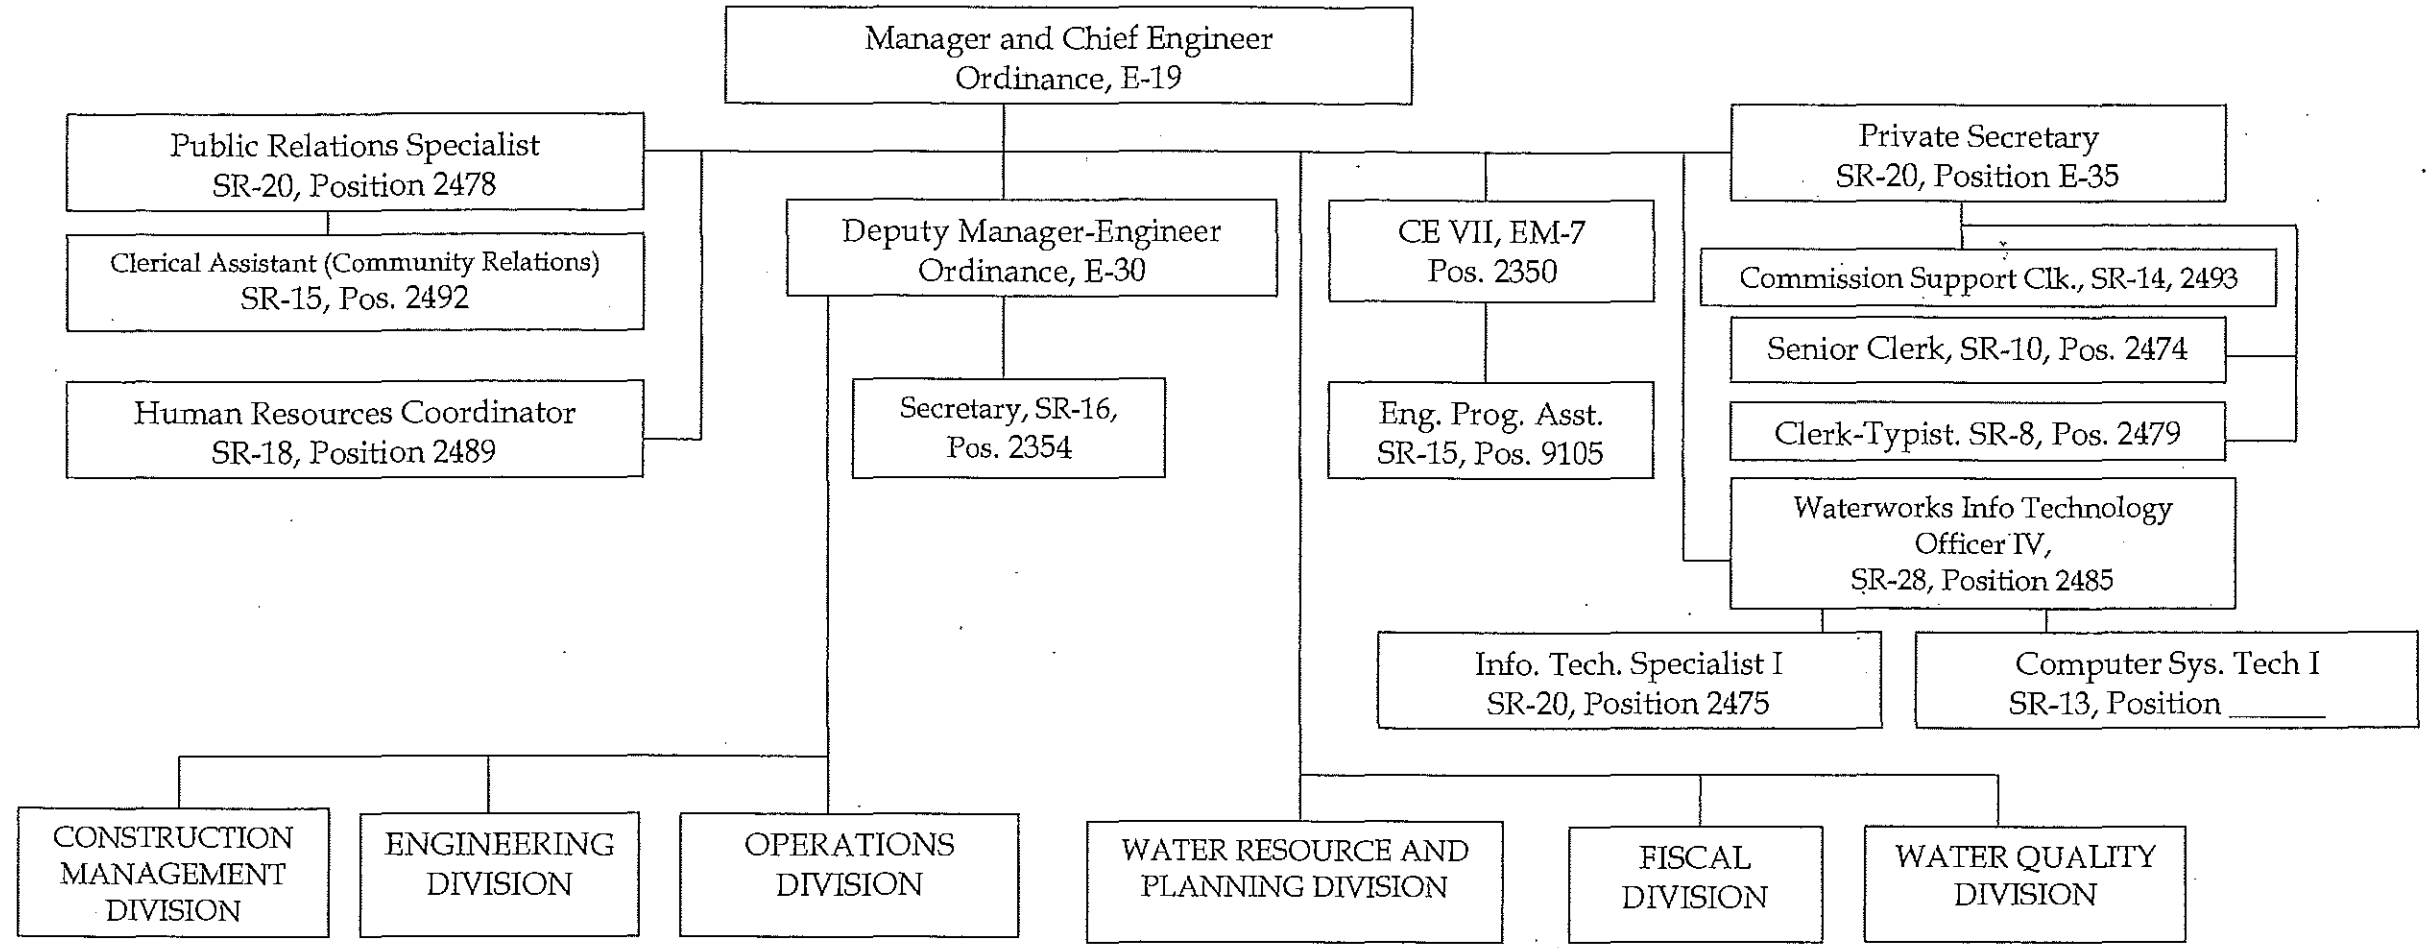 Manager and Chief Engineer
Ordinance, E-19
Public Relations Specialist
SR-20, Position 2478
Private Secretary
SR-20, Position E-35
Clerical Assistant (Community Relations)
SR-15, Pos. 2492
Deputy Manager-Engineer
Ordinance, E-30
CE VII, EM-7
Pos. 2350
Commission Support Clk., SR-14, 2493
Senior Clerk, SR-10, Pos. 2474
Clerk-Typist. SR-8, Pos. 2479
Human Resources Coordinator
SR-18, Position 2489
Secretary, SR-16,
Pos. 2354
Eng. Prog. Asst.
SR-15, Pos. 9105
Waterworks Info Technology
Officer IV,
SR-28, Position 2485
Info. Tech. Specialist I
SR-20, Position 2475
Computer Sys. Tech I
SR-13, Position ______
CONSTRUCTION
MANAGEMENT
DIVISION
ENGINEERING
DIVISION
OPERATIONS
DIVISION
WATER RESOURCE AND
PLANNING DIVISION
FISCAL
DIVISION
WATER QUALITY
DIVISION